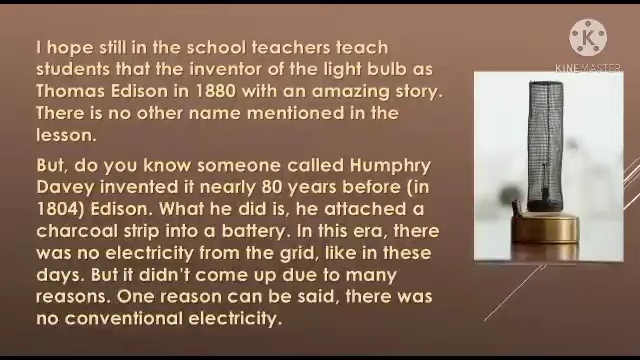 I hope still in the school teachers teach
students that the inventor of the light bulb as
Thomas Edison in 1880 with an amazing story.
There is no other name mentioned in the
lesson.
But, do you know someone called Humphry
Davey invented it nearly 80 years before (in
1804) Edison. What he did is, he attached a
charcoal strip into a battery. In this era, there
was no electricity from the grid, like in these
days. But it didn't come up due to many
reasons. One reason can be said, there was
no conventional electricity.
K
KINEMASTER